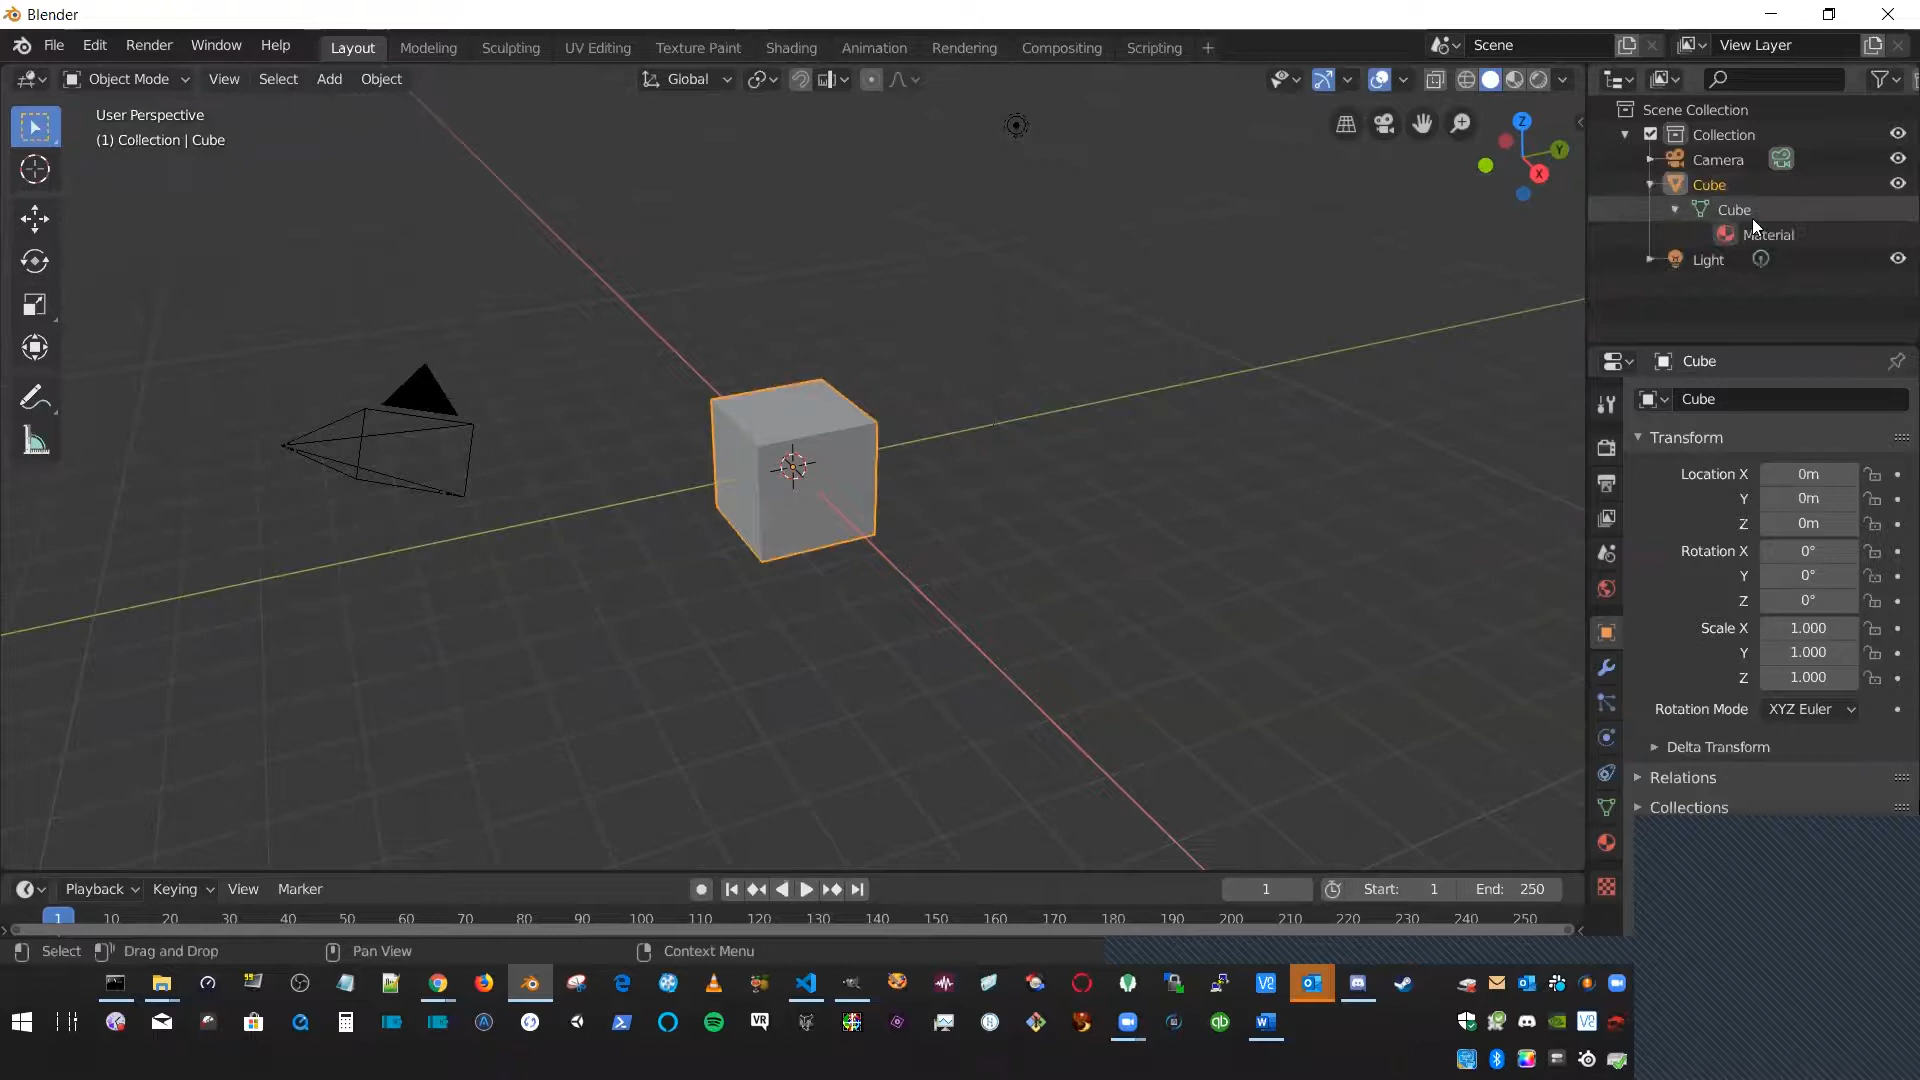 Blender
File Edit Render Window Help Layout Modeling Sculpting UV Editing Texture Paint Shading Animation Rendering Compositing Scripting + Scene View Layer
Object Mode View Select Add Object Global
User Perspective
(1) Collection | Cube
Z
Y
X
Scene Collection
Collection
Camera
Cube
Cube
Material
Light
Cube
Cube
Transform
Location X 0m
Y 0m
Z 0m
Rotation X 0°
Y 0°
Z 0°
Scale X 1.000
Y 1.000
Z 1.000
Rotation Mode XYZ Euler
Delta Transform
Relations
Collections
Playback Keying View Marker 1 Start: 1 End: 250
1 10 20 30 40 50 60 70 80 90 100 110 120 130 140 150 160 170 180 190 200 210 220 230 240 250
Select Drag and Drop Pan View Context Menu